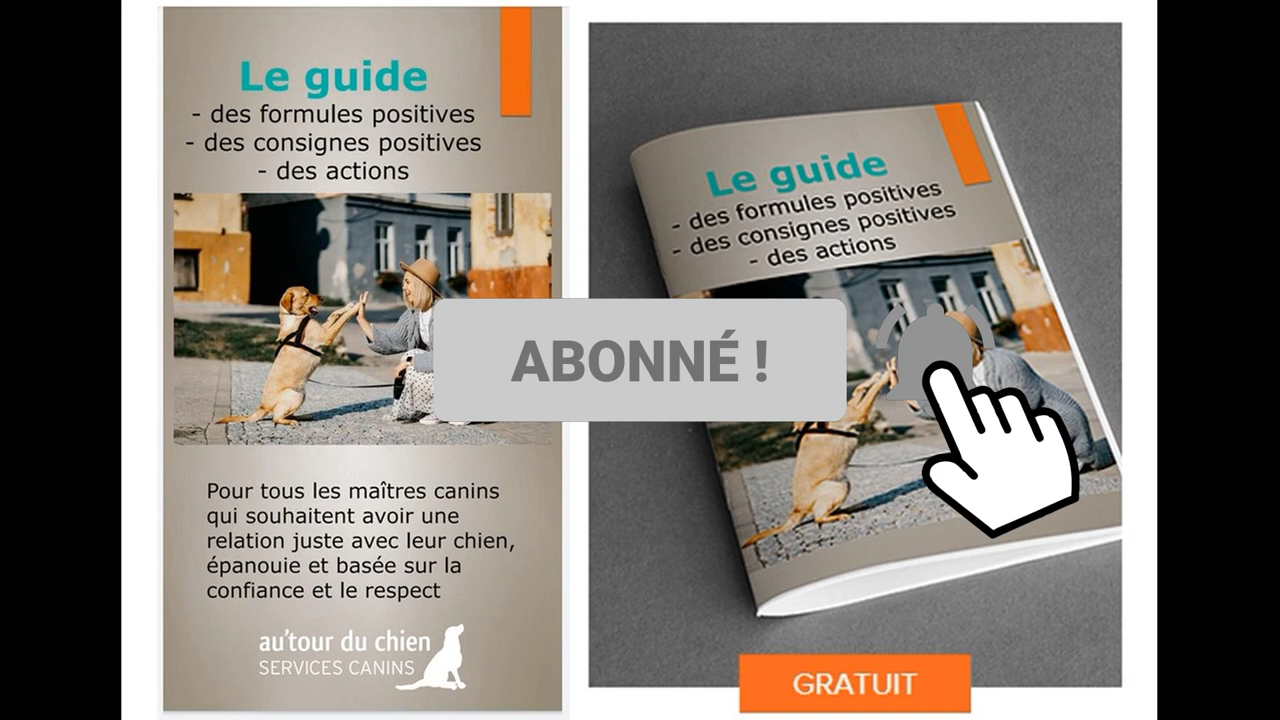 Le guide
- des formules positives
- des consignes positives
- des actions
Pour tous les maîtres canins
qui souhaitent avoir une
relation juste avec leur chien,
épanouie et basée sur la
confiance et le respect
au'tour du chien
SERVICES CANINS
Le guide
- des formules positives
- des consignes positives
- des actions
ABONNÉ !
GRATUIT